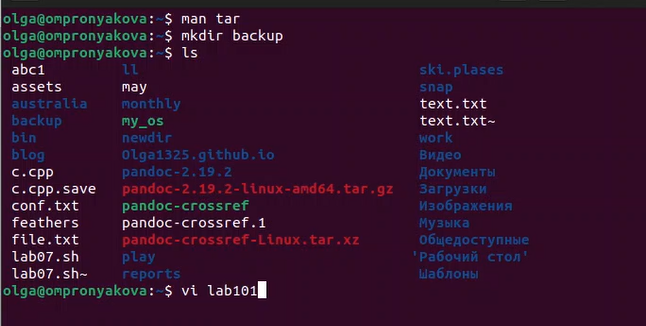 olga@ompronyakova:~$ man tar
olga@ompronyakova:~$ mkdir backup
olga@ompronyakova:~$ ls
abc1 ll ski.plases
assets may snap
australia monthly text.txt
backup my_os text.txt~
bin newdir work
blog Olga1325.github.io Видео
c.cpp pandoc-2.19.2 Документы
c.cpp.save pandoc-2.19.2-linux-amd64.tar.gz Загрузки
conf.txt pandoc-crossref Изображения
feathers pandoc-crossref.1 Музыка
file.txt pandoc-crossref-Linux.tar.xz Общедоступные
lab07.sh play 'Рабочий стол'
lab07.sh~ reports Шаблоны
olga@ompronyakova:~$ vi lab101